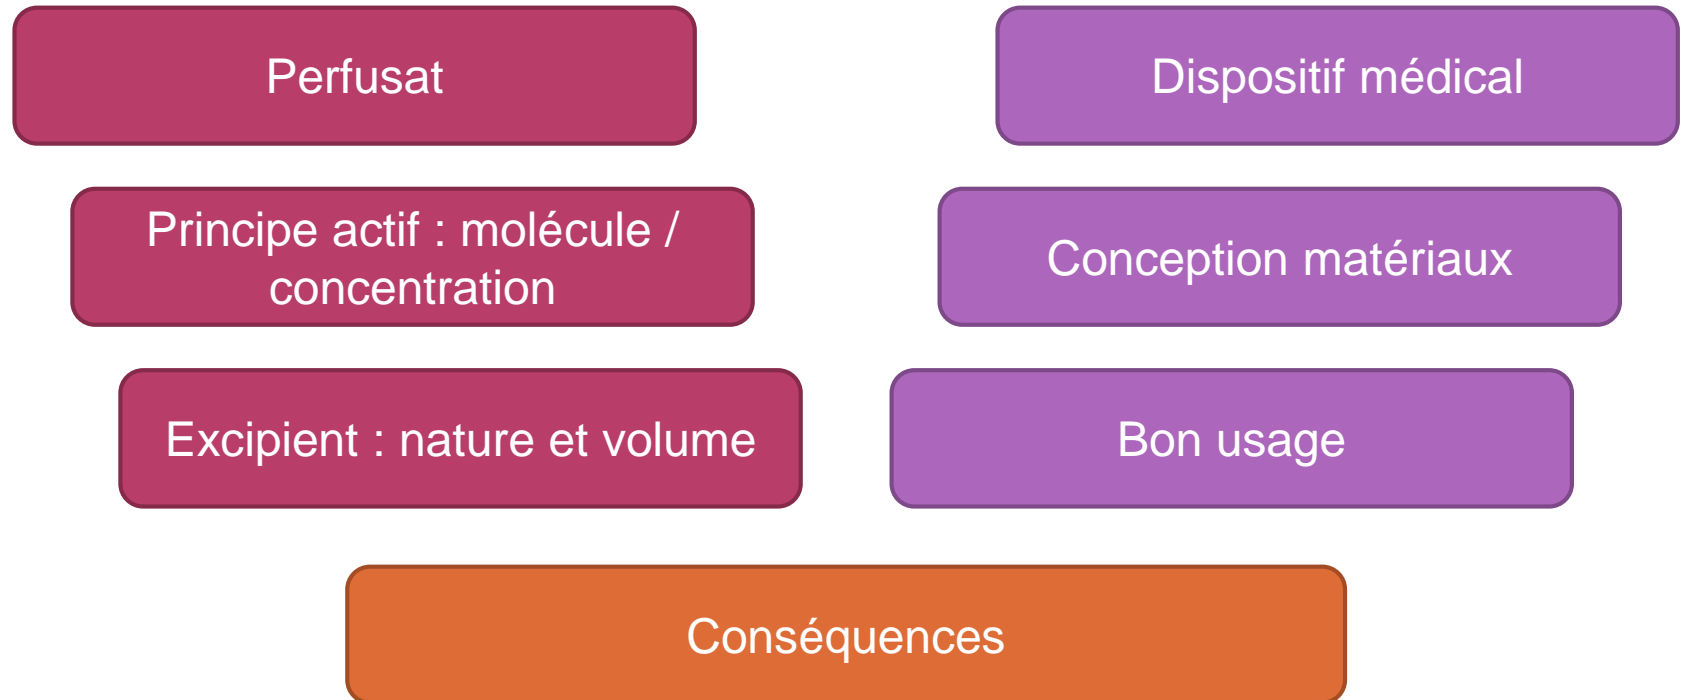 Perfusat
Dispositif médical
Principe actif : molécule /
concentration
Conception matériaux
Excipient : nature et volume
Bon usage
Conséquences